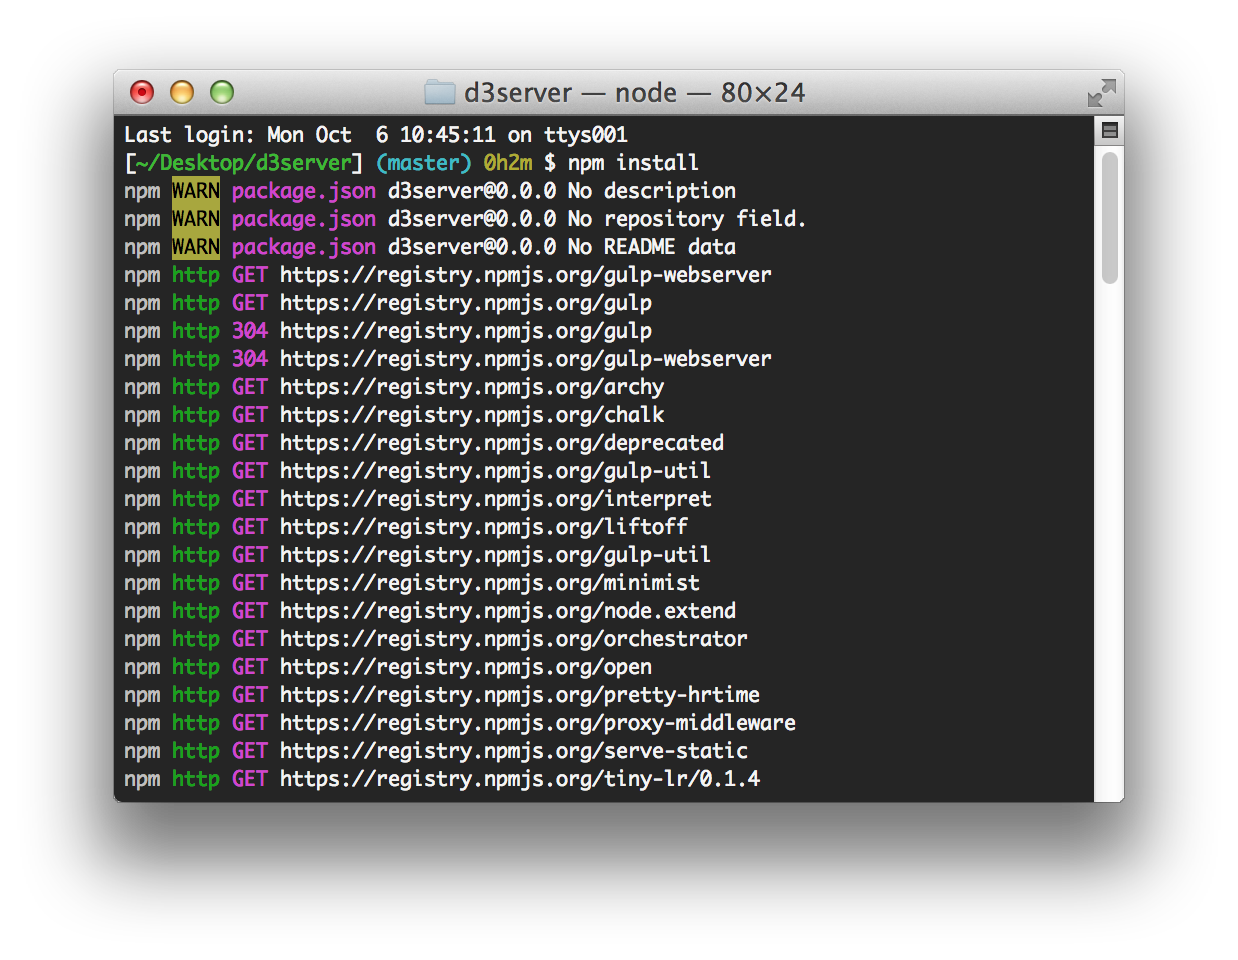 d3server — node — 80×24
Last login: Mon Oct  6 10:45:11 on ttys001
[~/Desktop/d3server] (master) 0h2m $ npm install
npm WARN package.json d3server@0.0.0 No description
npm WARN package.json d3server@0.0.0 No repository field.
npm WARN package.json d3server@0.0.0 No README data
npm http GET https://registry.npmjs.org/gulp-webserver
npm http GET https://registry.npmjs.org/gulp
npm http 304 https://registry.npmjs.org/gulp
npm http 304 https://registry.npmjs.org/gulp-webserver
npm http GET https://registry.npmjs.org/archy
npm http GET https://registry.npmjs.org/chalk
npm http GET https://registry.npmjs.org/deprecated
npm http GET https://registry.npmjs.org/gulp-util
npm http GET https://registry.npmjs.org/interpret
npm http GET https://registry.npmjs.org/liftoff
npm http GET https://registry.npmjs.org/gulp-util
npm http GET https://registry.npmjs.org/minimist
npm http GET https://registry.npmjs.org/node.extend
npm http GET https://registry.npmjs.org/orchestrator
npm http GET https://registry.npmjs.org/open
npm http GET https://registry.npmjs.org/pretty-hrtime
npm http GET https://registry.npmjs.org/proxy-middleware
npm http GET https://registry.npmjs.org/serve-static
npm http GET https://registry.npmjs.org/tiny-lr/0.1.4